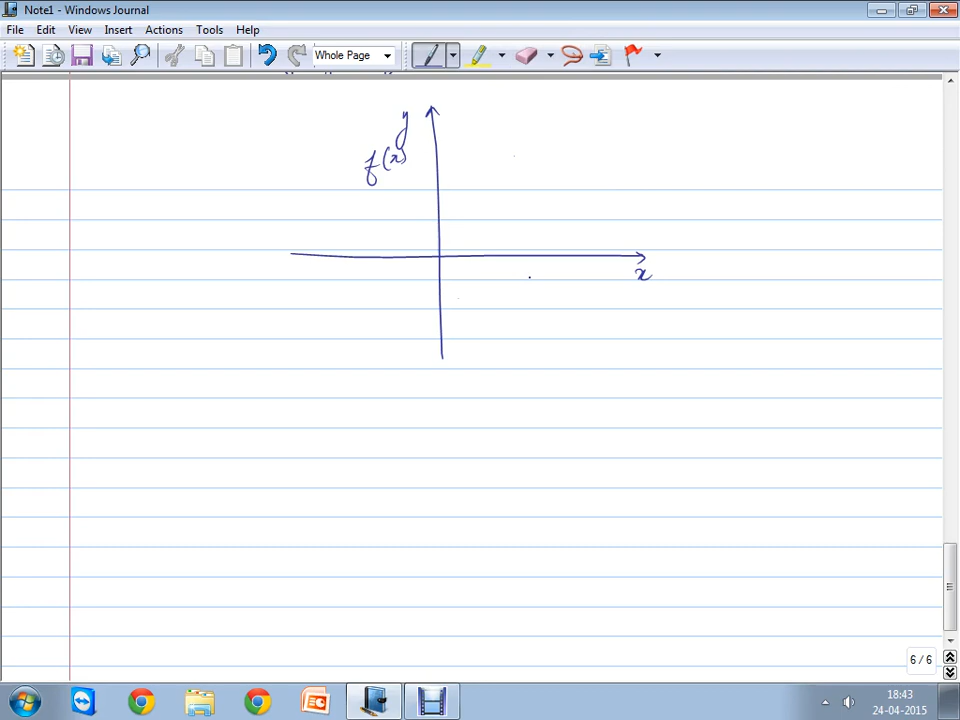 Note1 - Windows Journal
File Edit View Insert Actions Tools Help
Whole Page
y
f(x)
x
6 / 6
18:43
24-04-2015